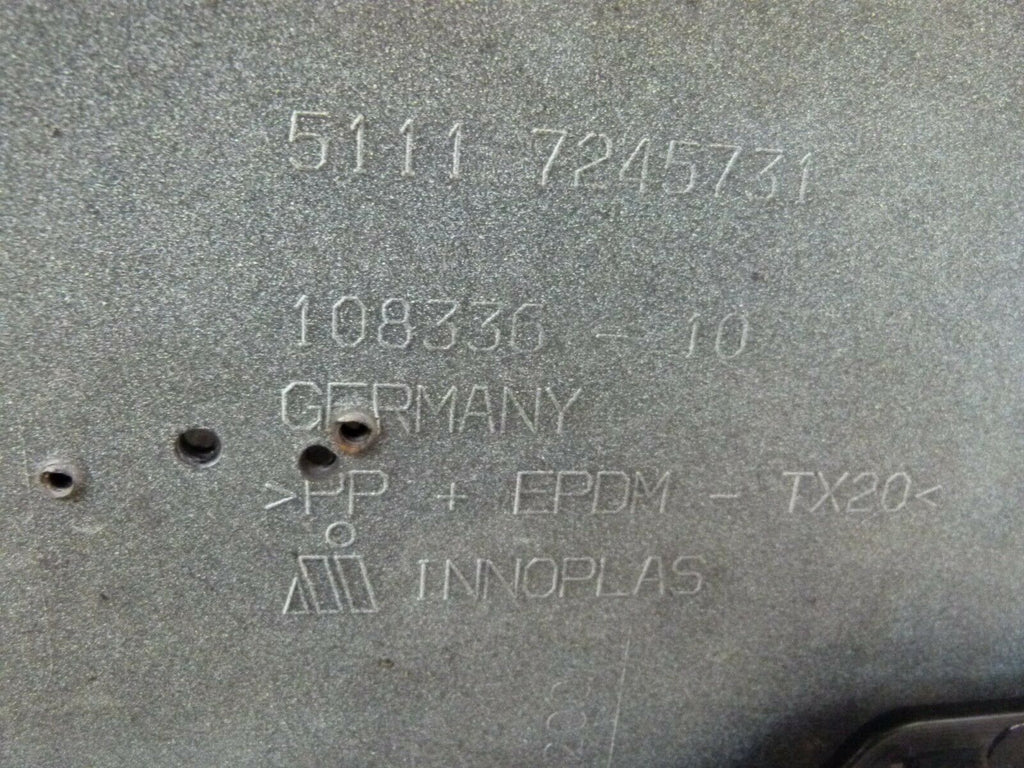 5111 7245731
108336 - 10
GERMANY
>PP + EPDM - TX20<
INNOPLAS